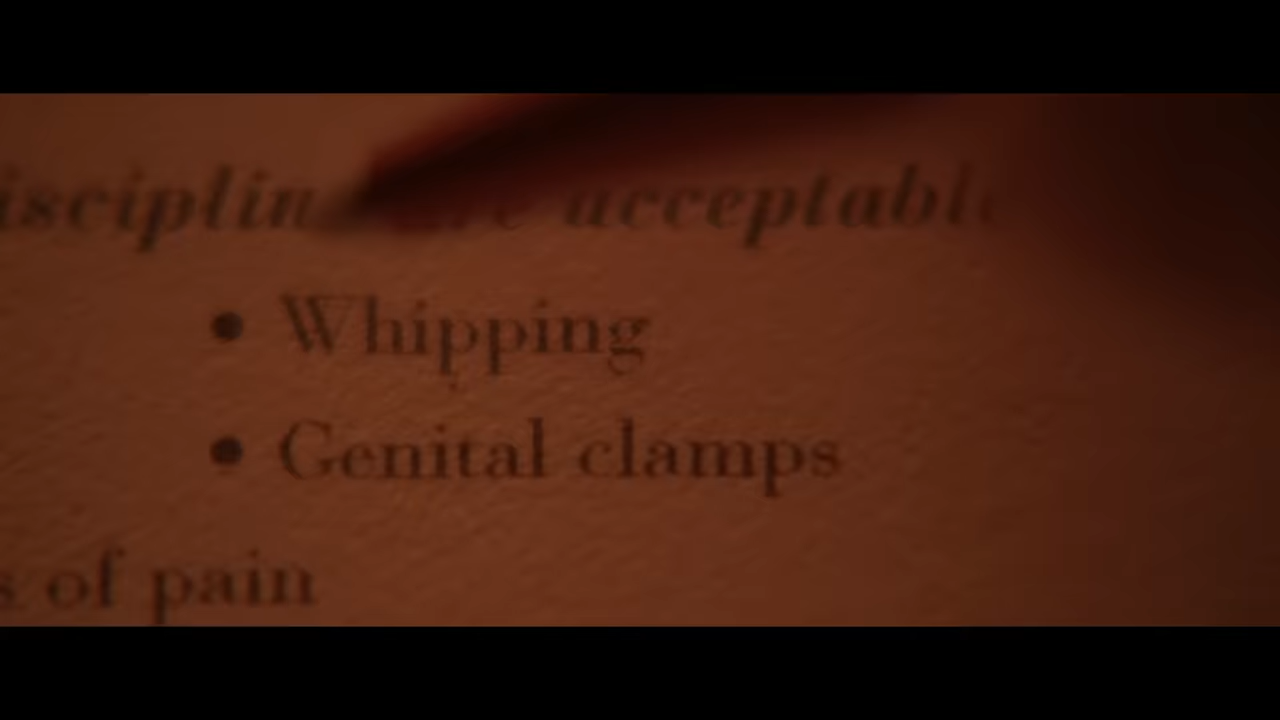 isciplin acceptabl
• Whipping
• Genital clamps
s of pain